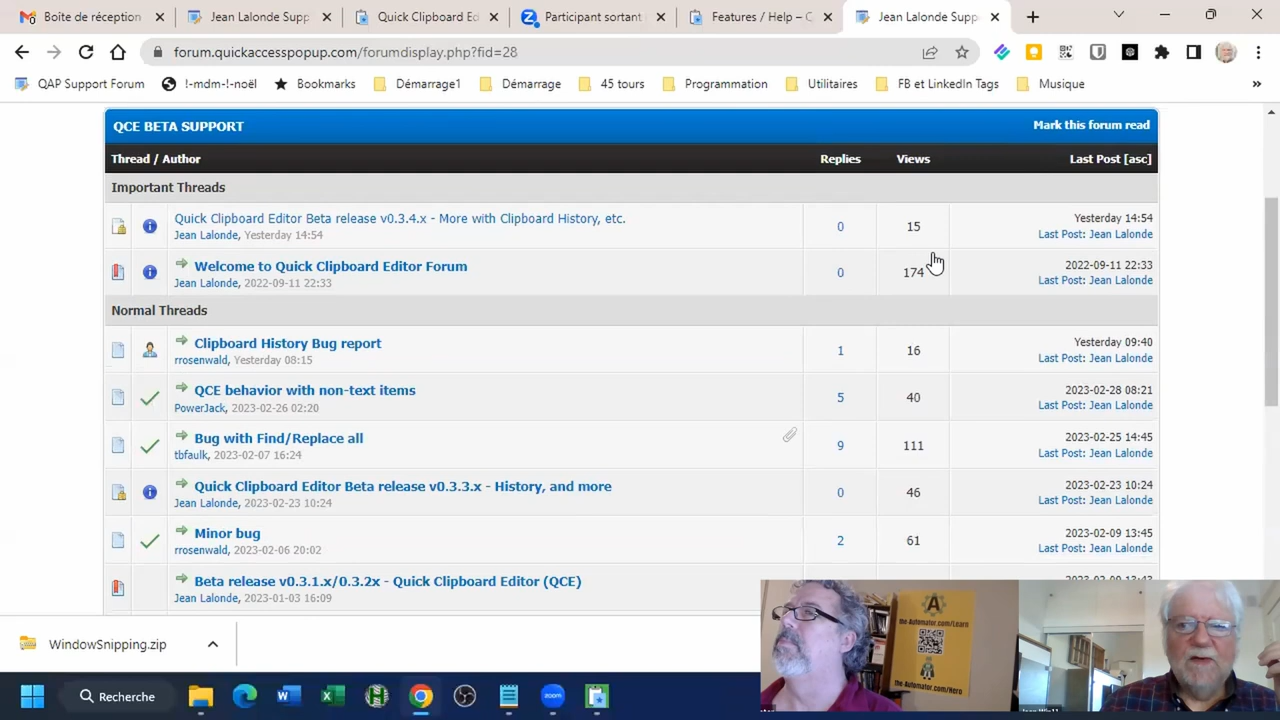 Boîte de réception
Jean Lalonde Supp
Quick Clipboard Ed
Participant sortant
Features / Help – Q
Jean Lalonde Supp
forum.quickaccesspopup.com/forumdisplay.php?fid=28
QAP Support Forum
!-mdm-!-noël
Bookmarks
Démarrage1
Démarrage
45 tours
Programmation
Utilitaires
FB et LinkedIn Tags
Musique
»
QCE BETA SUPPORT
Mark this forum read
Thread / Author
Replies
Views
Last Post [asc]
Important Threads
Quick Clipboard Editor Beta release v0.3.4.x - More with Clipboard History, etc.
Jean Lalonde, Yesterday 14:54
0
15
Yesterday 14:54
Last Post: Jean Lalonde
Welcome to Quick Clipboard Editor Forum
Jean Lalonde, 2022-09-11 22:33
0
174
2022-09-11 22:33
Last Post: Jean Lalonde
Normal Threads
Clipboard History Bug report
rrosenwald, Yesterday 08:15
1
16
Yesterday 09:40
Last Post: Jean Lalonde
QCE behavior with non-text items
PowerJack, 2023-02-26 02:20
5
40
2023-02-28 08:21
Last Post: Jean Lalonde
Bug with Find/Replace all
tbfaulk, 2023-02-07 16:24
9
111
2023-02-25 14:45
Last Post: Jean Lalonde
Quick Clipboard Editor Beta release v0.3.3.x - History, and more
Jean Lalonde, 2023-02-23 10:24
0
46
2023-02-23 10:24
Last Post: Jean Lalonde
Minor bug
rrosenwald, 2023-02-06 20:02
2
61
2023-02-09 13:45
Last Post: Jean Lalonde
Beta release v0.3.1.x/0.3.2x - Quick Clipboard Editor (QCE)
Jean Lalonde, 2023-01-03 16:09
the-Automator.com/Learn
the-Automator.com/Hero
WindowSnipping.zip
Recherche